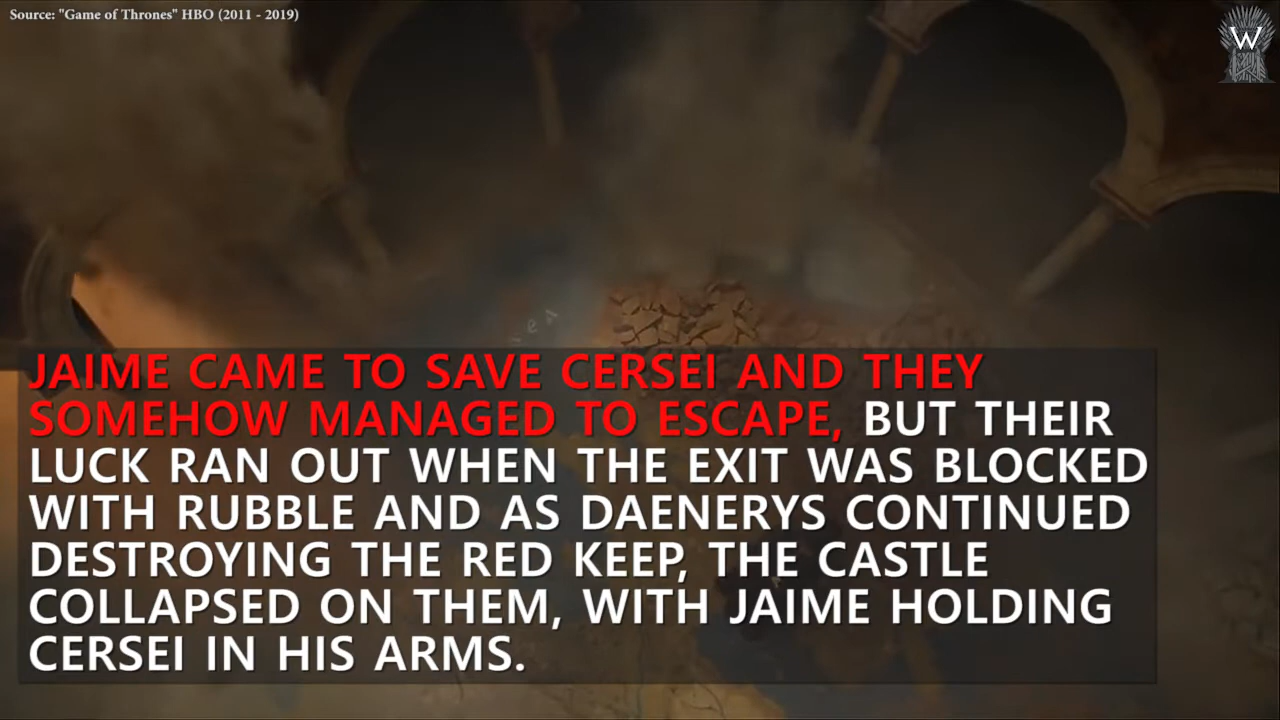 Source: "Game of Thrones" HBO (2011 - 2019)
W
JAIME CAME TO SAVE CERSEI AND THEY
SOMEHOW MANAGED TO ESCAPE, BUT THEIR
LUCK RAN OUT WHEN THE EXIT WAS BLOCKED
WITH RUBBLE AND AS DAENERYS CONTINUED
DESTROYING THE RED KEEP, THE CASTLE
COLLAPSED ON THEM, WITH JAIME HOLDING
CERSEI IN HIS ARMS.